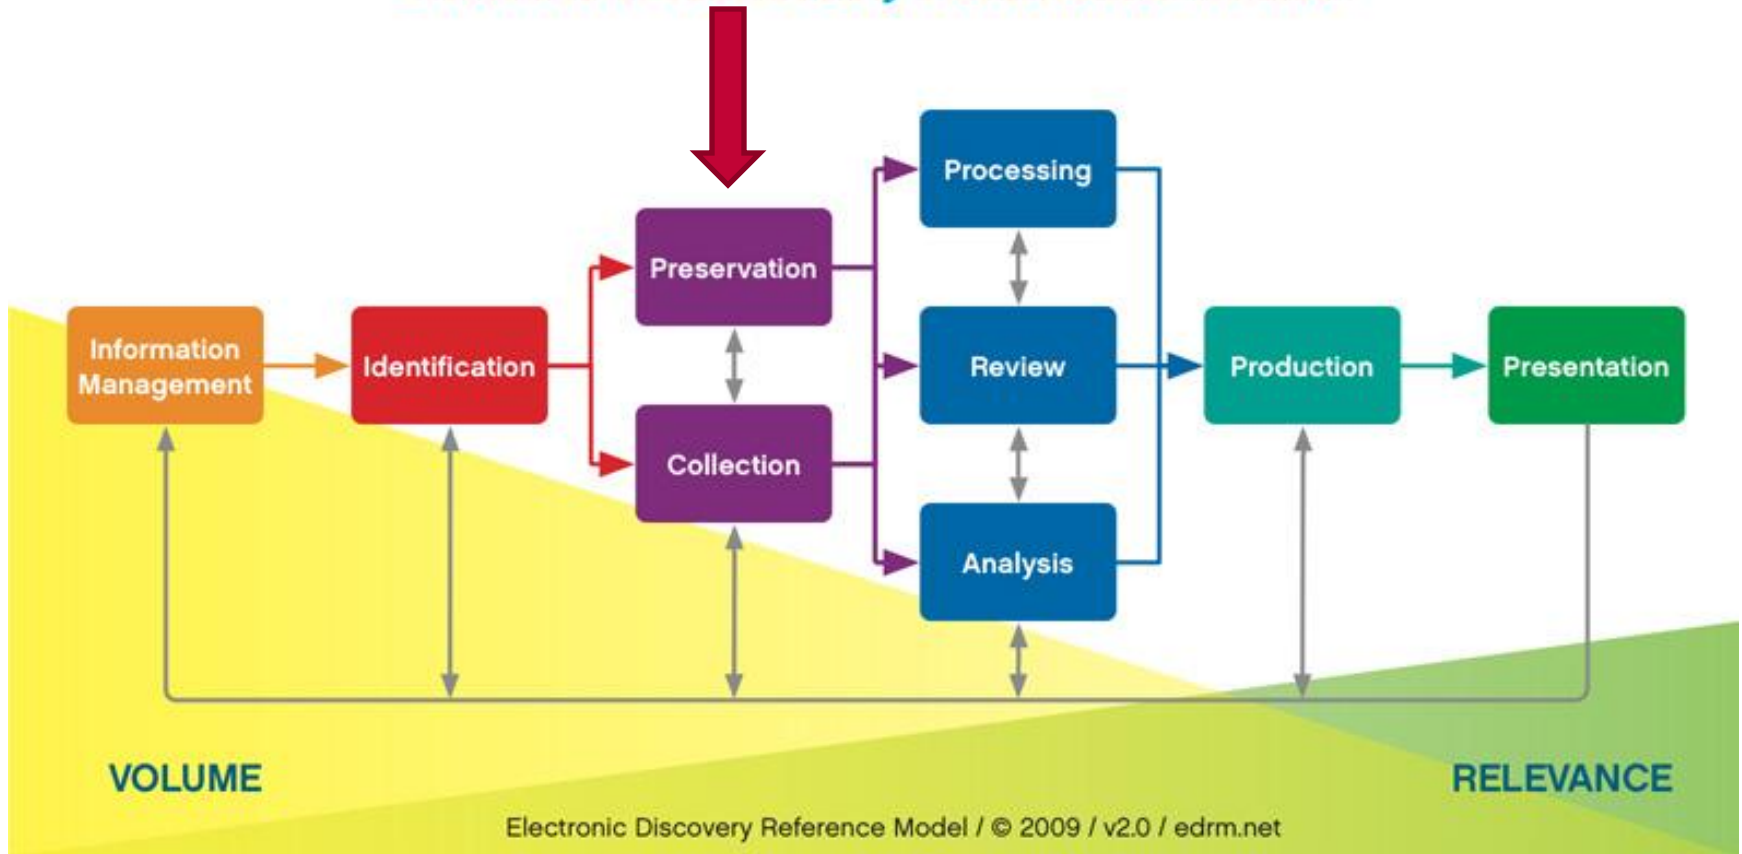 Processing
Preservation
Information
Management
Identification
Review
Production
Presentation
Collection
Analysis
VOLUME
RELEVANCE
Electronic Discovery Reference Model / © 2009 / v2.0 / edrm.net